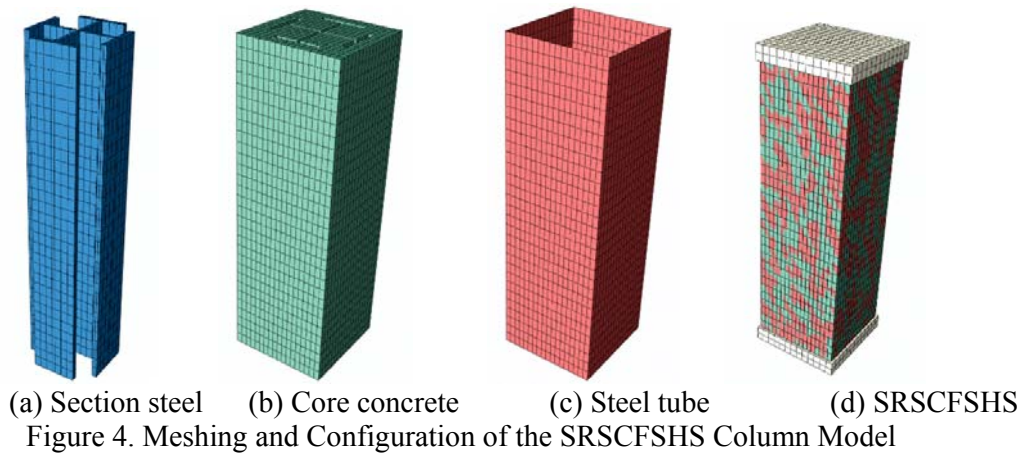 (a) Section steel (b) Core concrete (c) Steel tube (d) SRSCFSHS
Figure 4. Meshing and Configuration of the SRSCFSHS Column Model